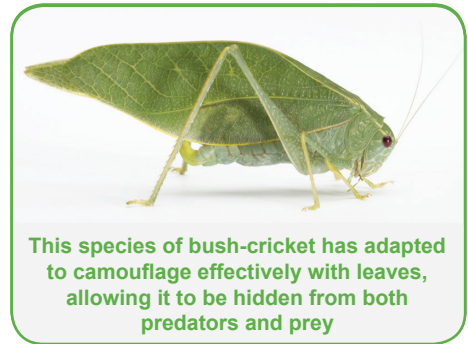 This species of bush-cricket has adapted
to camouflage effectively with leaves,
allowing it to be hidden from both
predators and prey